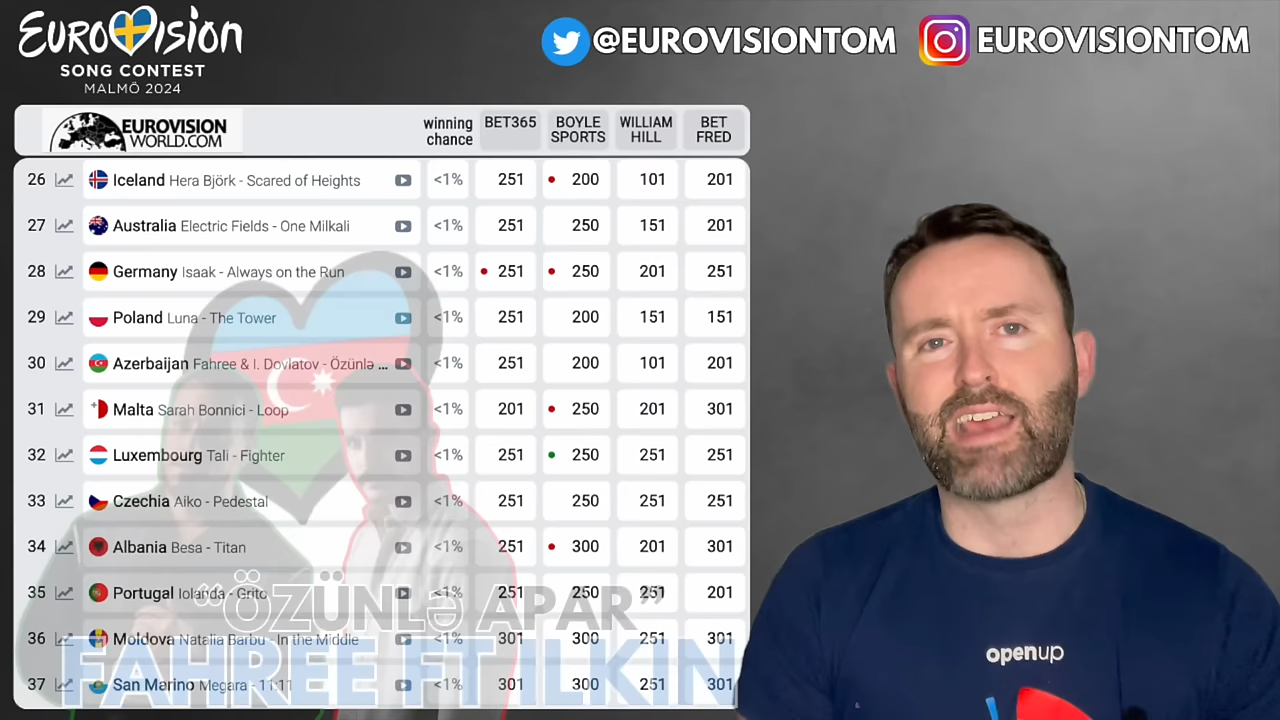 EUROVISION
SONG CONTEST
MALMÖ 2024
@EUROVISIONTOM
EUROVISIONTOM
EUROVISION
WORLD.COM
winning
chance
BET365
BOYLE
SPORTS
WILLIAM
HILL
BET
FRED
26 Iceland Hera Björk - Scared of Heights <1% 251 200 101 201
27 Australia Electric Fields - One Milkali <1% 251 250 151 201
28 Germany Isaak - Always on the Run <1% 251 250 201 251
29 Poland Luna - The Tower <1% 251 200 151 151
30 Azerbaijan Fahree & I. Dovlatov - Özünlə ... <1% 251 200 101 201
31 Malta Sarah Bonnici - Loop <1% 201 250 201 301
32 Luxembourg Tali - Fighter <1% 251 250 251 251
33 Czechia Aiko - Pedestal <1% 251 250 251 251
34 Albania Besa - Titan <1% 251 300 201 301
35 Portugal Iolanda - Grito <1% 251 250 251 201
36 Moldova Natalia Barbu - In the Middle <1% 301 300 251 301
37 San Marino Megara - 11:11 <1% 301 300 251 301
“ÖZÜNLƏ APAR”
FAHREE FT ILKIN
openup